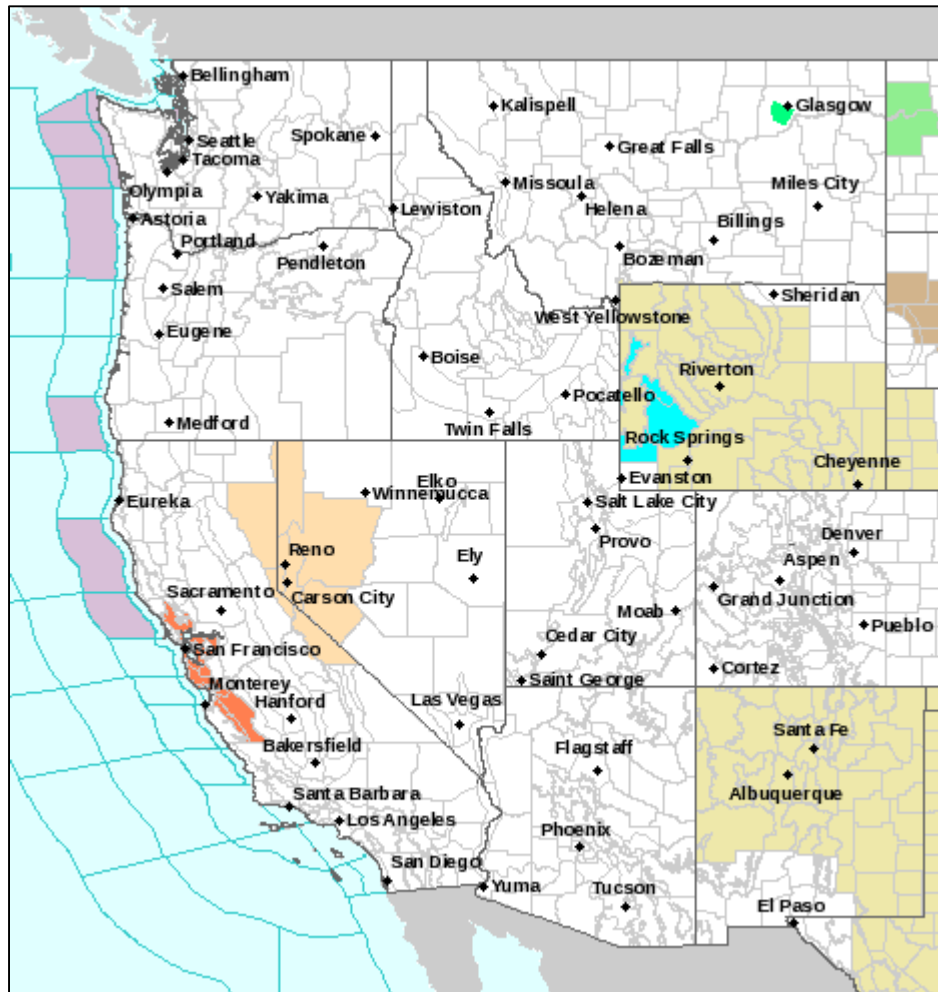 Bellingham
Kalispell
Glasgow
Seattle
Spokane
Great Falls
Tacoma
Olympia
Missoula
Miles City
Yakima
Lewiston
Helena
Astoria
Billings
Portland
Pendleton
Bozeman
Salem
Sheridan
West Yellowstone
Eugene
Boise
Riverton
Pocatello
Medford
Twin Falls
Rock Springs
Cheyenne
Evanston
Elko
Winnemucca
Eureka
Salt Lake City
Provo
Denver
Reno
Ely
Aspen
Carson City
Sacramento
Grand Junction
Moab
Pueblo
Cedar City
San Francisco
Cortez
Saint George
Monterey
Las Vegas
Hanford
Santa Fe
Bakersfield
Flagstaff
Albuquerque
Santa Barbara
Los Angeles
Phoenix
San Diego
Yuma
Tucson
El Paso